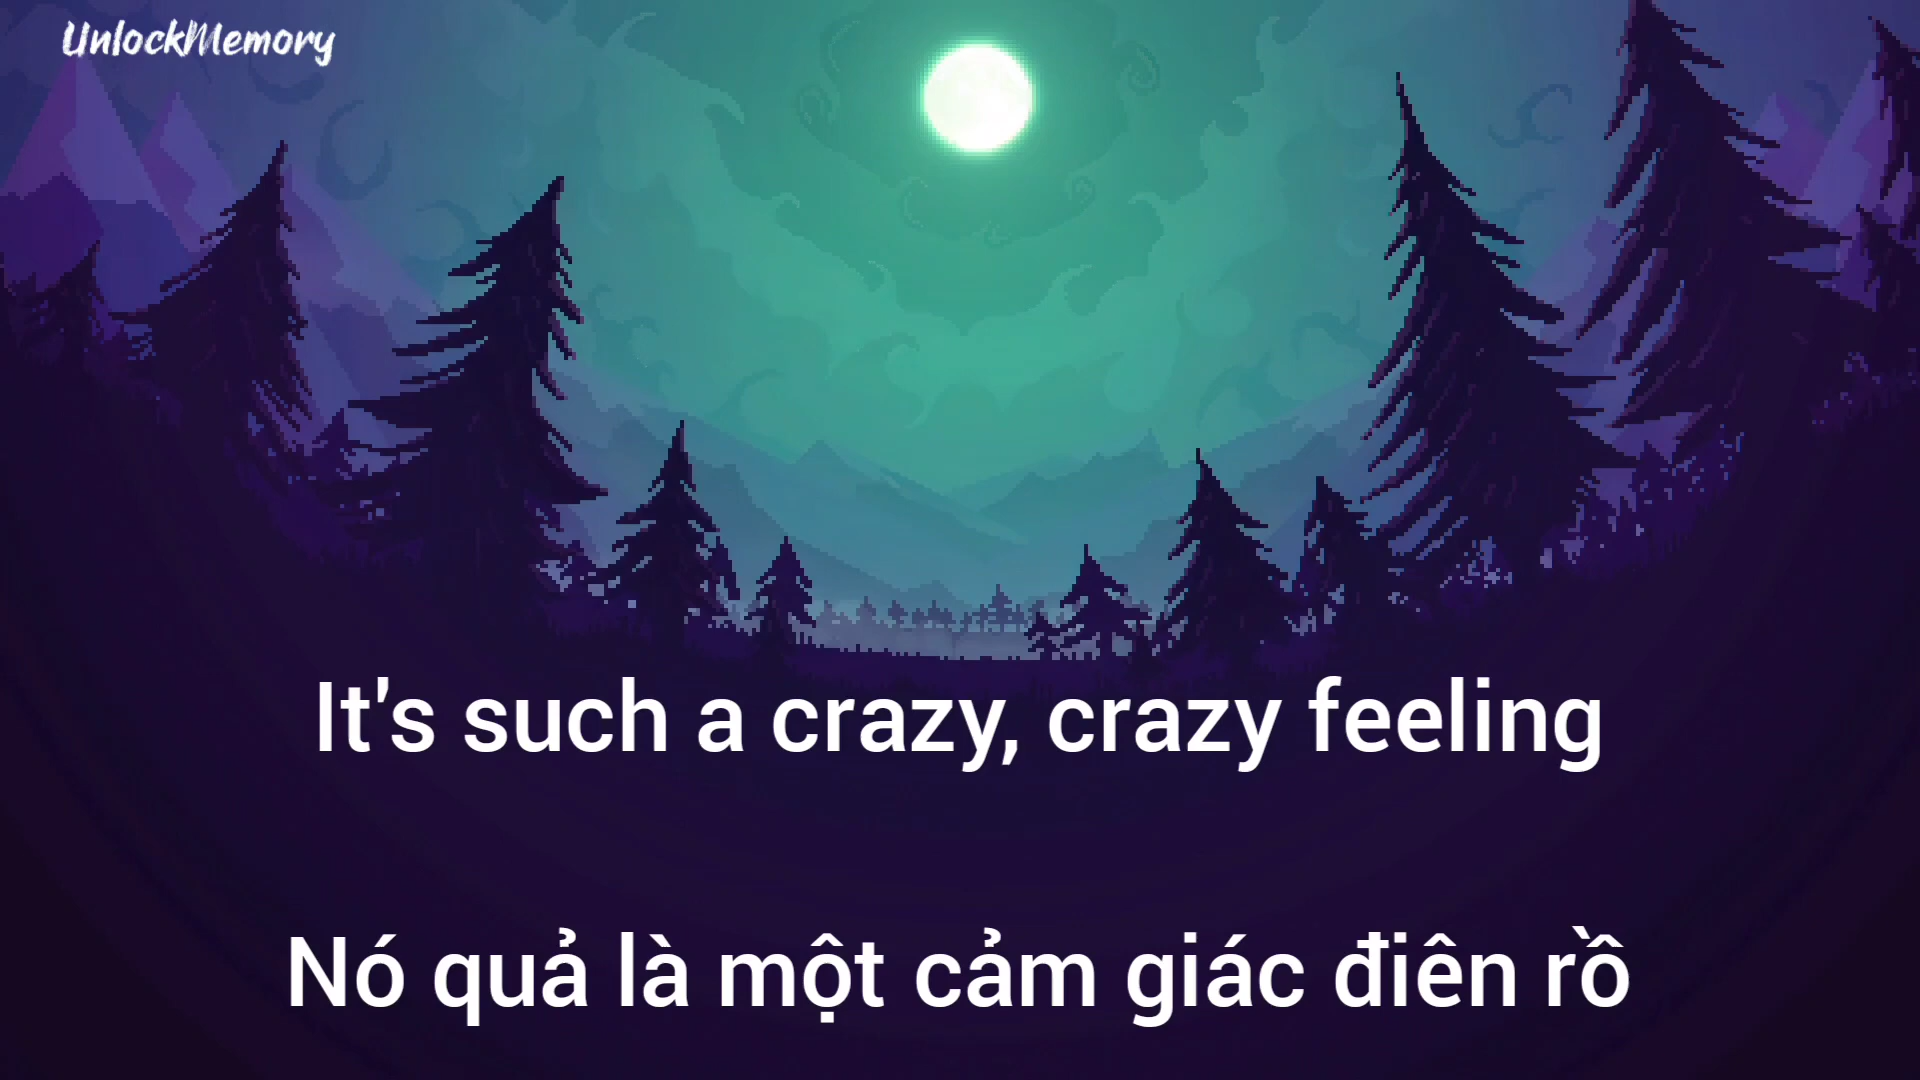 UnlockMemory
It's such a crazy, crazy feeling
Nó quả là một cảm giác điên rồ